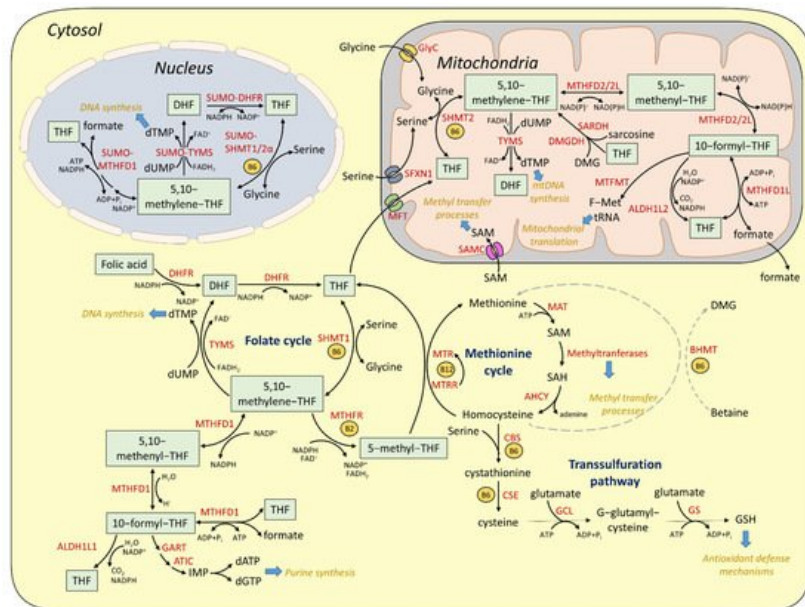 Cytosol
Nucleus
DNA synthesis
SUMO-DHFR
DHF
NADPH NADP⁺
THF
THF
formate
SUMO-
MTHFD1
ATP
NADPH
ADP+Pᵢ
NADP⁺
dTMP
FAD⁺
SUMO-TYMS
dUMP
FADH₂
SUMO-
SHMT1/2α
B6
Serine
Glycine
5,10-
methylene-THF
Mitochondria
Glycine
GlyC
Glycine
Serine
SHMT2
B6
THF
Serine
SFXN1
MFT
5,10-
methylene-THF
MTHFD2/2L
NAD(P)⁺
NAD(P)H
5,10-
methenyl-THF
NAD(P)⁺
MTHFD2/2L
NAD(P)H
10-formyl-THF
FADH₂
dUMP
TYMS
FAD⁺
dTMP
DHF
mtDNA
synthesis
SARDH
DMGDH
sarcosine
DMG
THF
MTFMT
F-Met
tRNA
Mitochondrial
translation
H₂O
NADP⁺
ALDH1L2
CO₂
NADPH
THF
ADP+Pᵢ
MTHFD1L
ATP
formate
formate
Methyl transfer
processes
SAM
SAMC
SAM
Folic acid
DHFR
NADPH
NADP⁺
DHF
DHFR
NADPH
NADP⁺
THF
DNA synthesis
dTMP
FAD⁺
TYMS
FADH₂
dUMP
Folate cycle
SHMT1
B6
Serine
Glycine
5,10-
methylene-THF
MTHFR
B2
NADPH
FAD⁺
NADP⁺
FADH₂
5-methyl-THF
MTHFD1
NADP⁺
NADPH
5,10-
methenyl-THF
MTHFD1
H₂O
H⁺
10-formyl-THF
MTHFD1
ADP+Pᵢ
ATP
THF
formate
ALDH1L1
H₂O
NADP⁺
CO₂
NADPH
THF
GART
ATIC
IMP
dATP
dGTP
Purine synthesis
Methionine
ATP
MAT
SAM
Methyltranferases
SAH
Methyl transfer
processes
AHCY
adenine
Methionine
cycle
MTR
B12
MTRR
Homocysteine
DMG
BHMT
B6
Betaine
Serine
CBS
B6
cystathionine
B6
CSE
cysteine
Transsulfuration
pathway
glutamate
GCL
ATP
ADP+Pᵢ
G-glutamyl-
cysteine
glutamate
GS
ATP
ADP+Pᵢ
GSH
Antioxidant defense
mechanisms